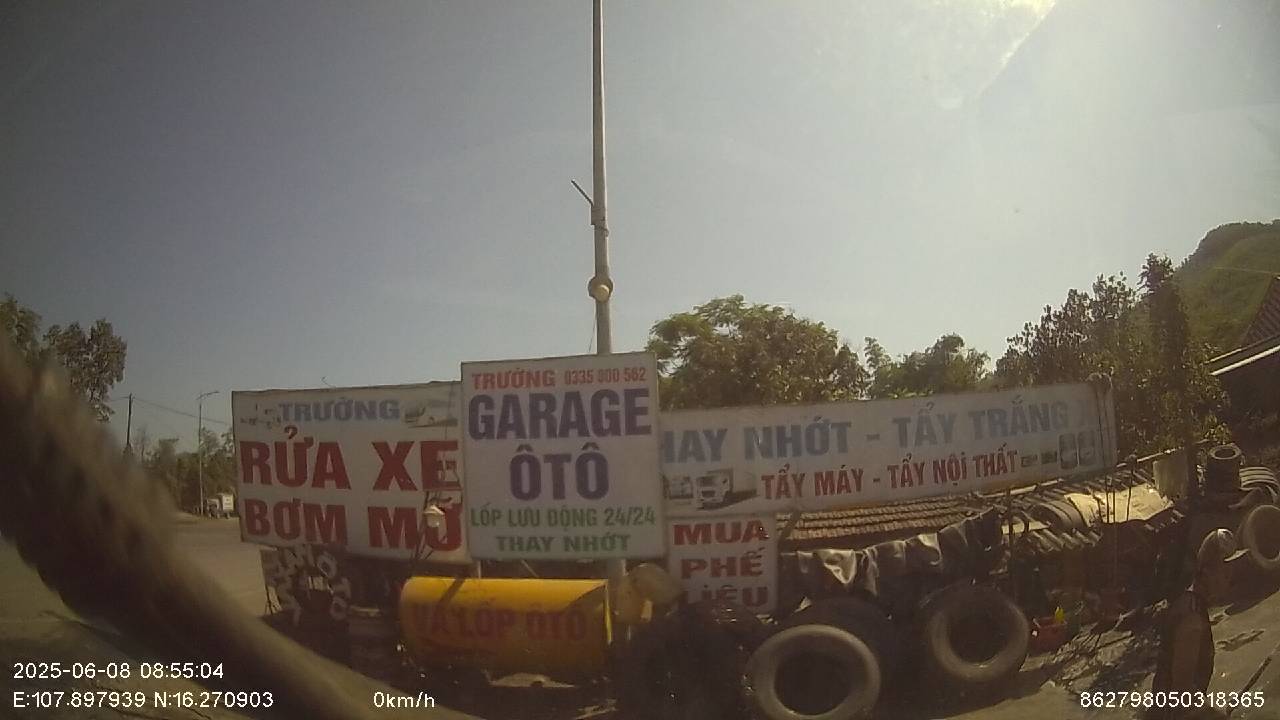 TRƯỜNG
RỬA XE
BƠM MỠ
TRƯỜNG 0335 800 562
GARAGE
ÔTÔ
LỐP LƯU ĐỘNG 24/24
THAY NHỚT
HAY NHỚT - TẨY TRẮNG X
TẨY MÁY - TẨY NỘI THẤT
MUA
PHẾ
LIỆU
VÁ LỐP ÔTÔ
2025-06-08 08:55:04
E:107.897939 N:16.270903
0km/h
862798050318365